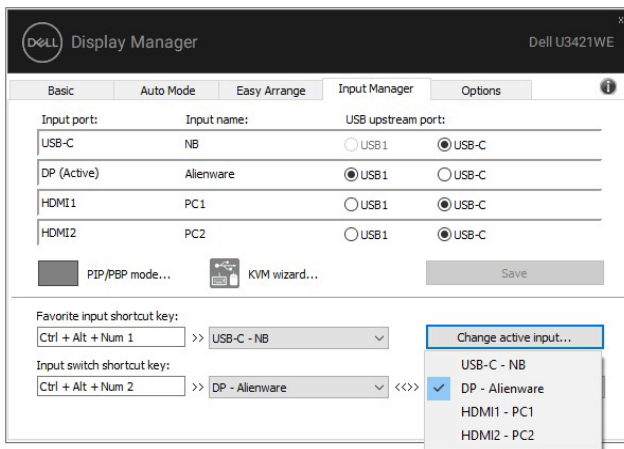 DELL Display Manager Dell U3421WE
Basic Auto Mode Easy Arrange Input Manager Options
Input port: Input name: USB upstream port:
USB-C NB USB1 USB-C
DP (Active) Alienware USB1 USB-C
HDMI1 PC1 USB1 USB-C
HDMI2 PC2 USB1 USB-C
PIP/PBP mode... KVM wizard... Save
Favorite input shortcut key:
Ctrl + Alt + Num 1 >> USB-C - NB Change active input...
Input switch shortcut key:
Ctrl + Alt + Num 2 >> DP - Alienware <<>>
USB-C - NB
DP - Alienware
HDMI1 - PC1
HDMI2 - PC2